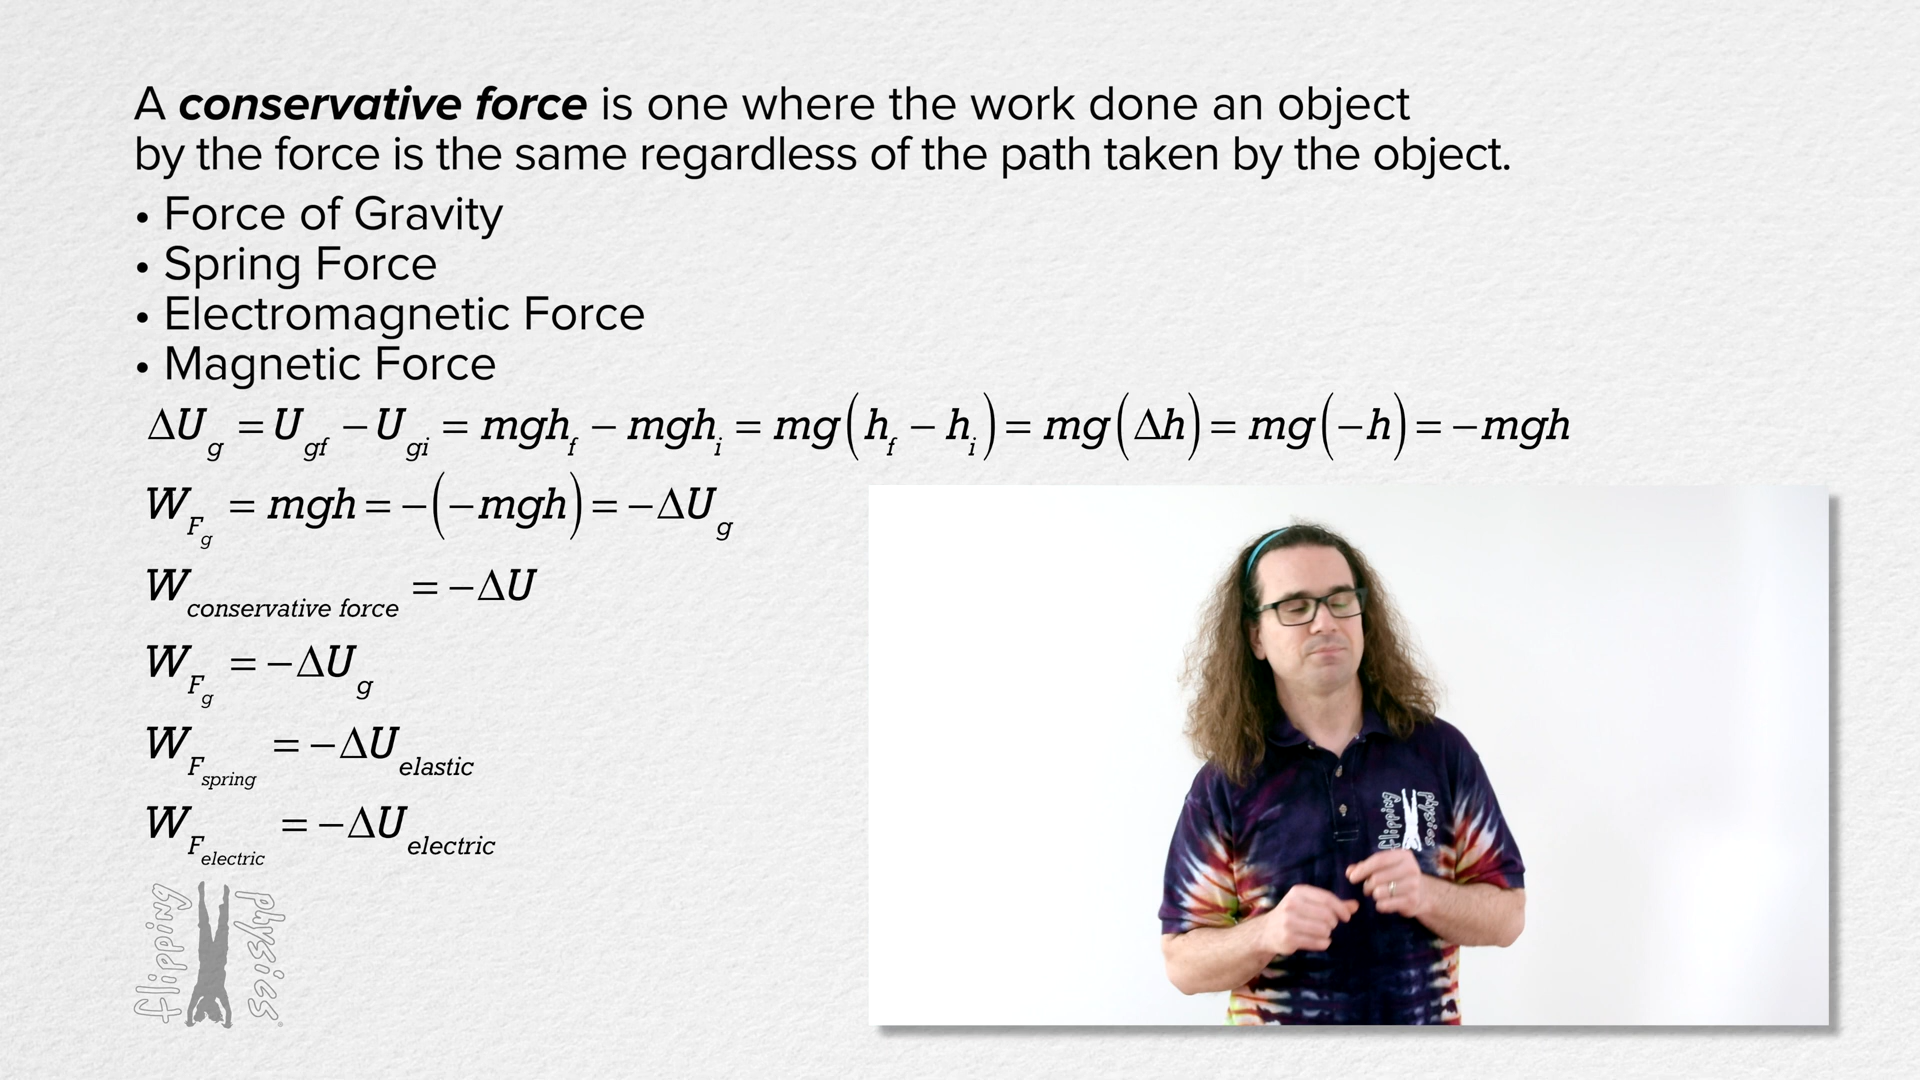 A conservative force is one where the work done an object
by the force is the same regardless of the path taken by the object.
• Force of Gravity
• Spring Force
• Electromagnetic Force
• Magnetic Force
ΔU_g = U_gf − U_gi = mgh_f − mgh_i = mg(h_f − h_i) = mg(Δh) = mg(−h) = −mgh
W_F_g = mgh = −(−mgh) = −ΔU_g
W_conservative force = −ΔU
W_F_g = −ΔU_g
W_F_spring = −ΔU_elastic
W_F_electric = −ΔU_electric
flipping physics
flipping physics